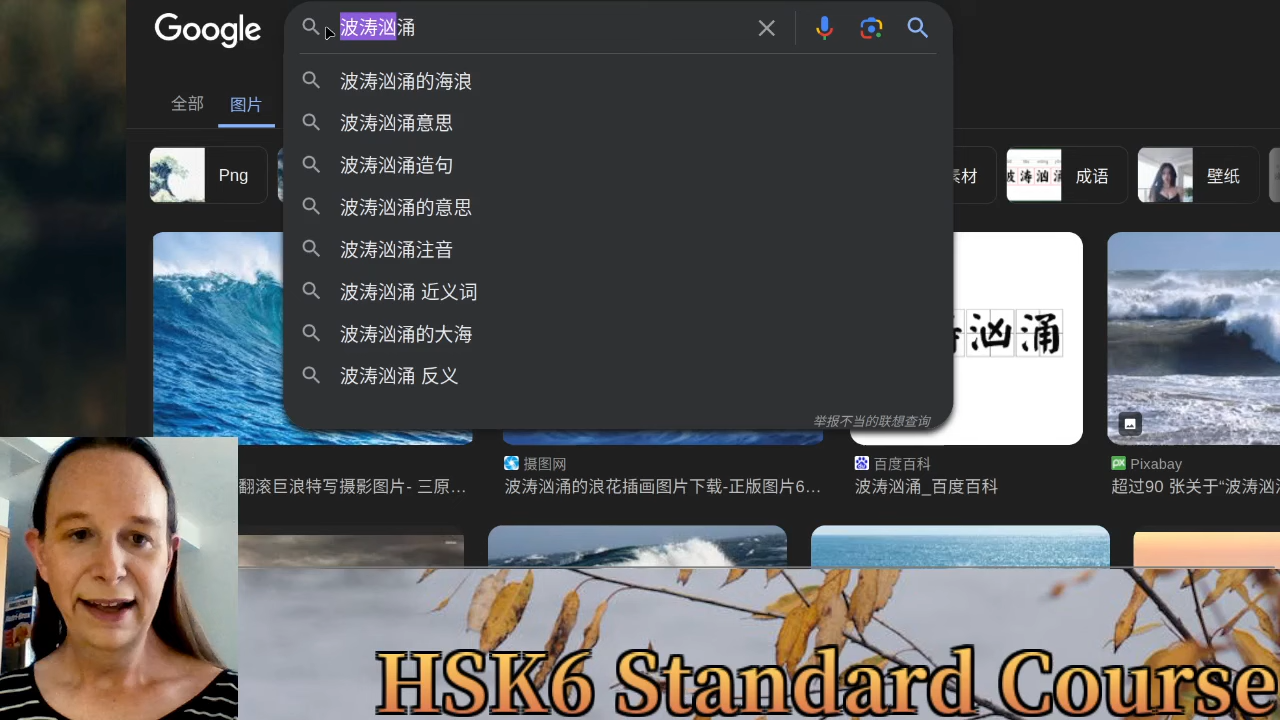 Google
波涛汹涌
波涛汹涌的海浪
波涛汹涌意思
波涛汹涌造句
波涛汹涌的意思
波涛汹涌注音
波涛汹涌 近义词
波涛汹涌的大海
波涛汹涌 反义
举报不当的联想查询
全部
图片
Png
素材
成语
壁纸
汹涌
摄图网
百度百科
Pixabay
翻滚巨浪特写摄影图片- 三原…
波涛汹涌的浪花插画图片下载-正版图片6…
波涛汹涌_百度百科
超过90 张关于“波涛汹
HSK6 Standard Course